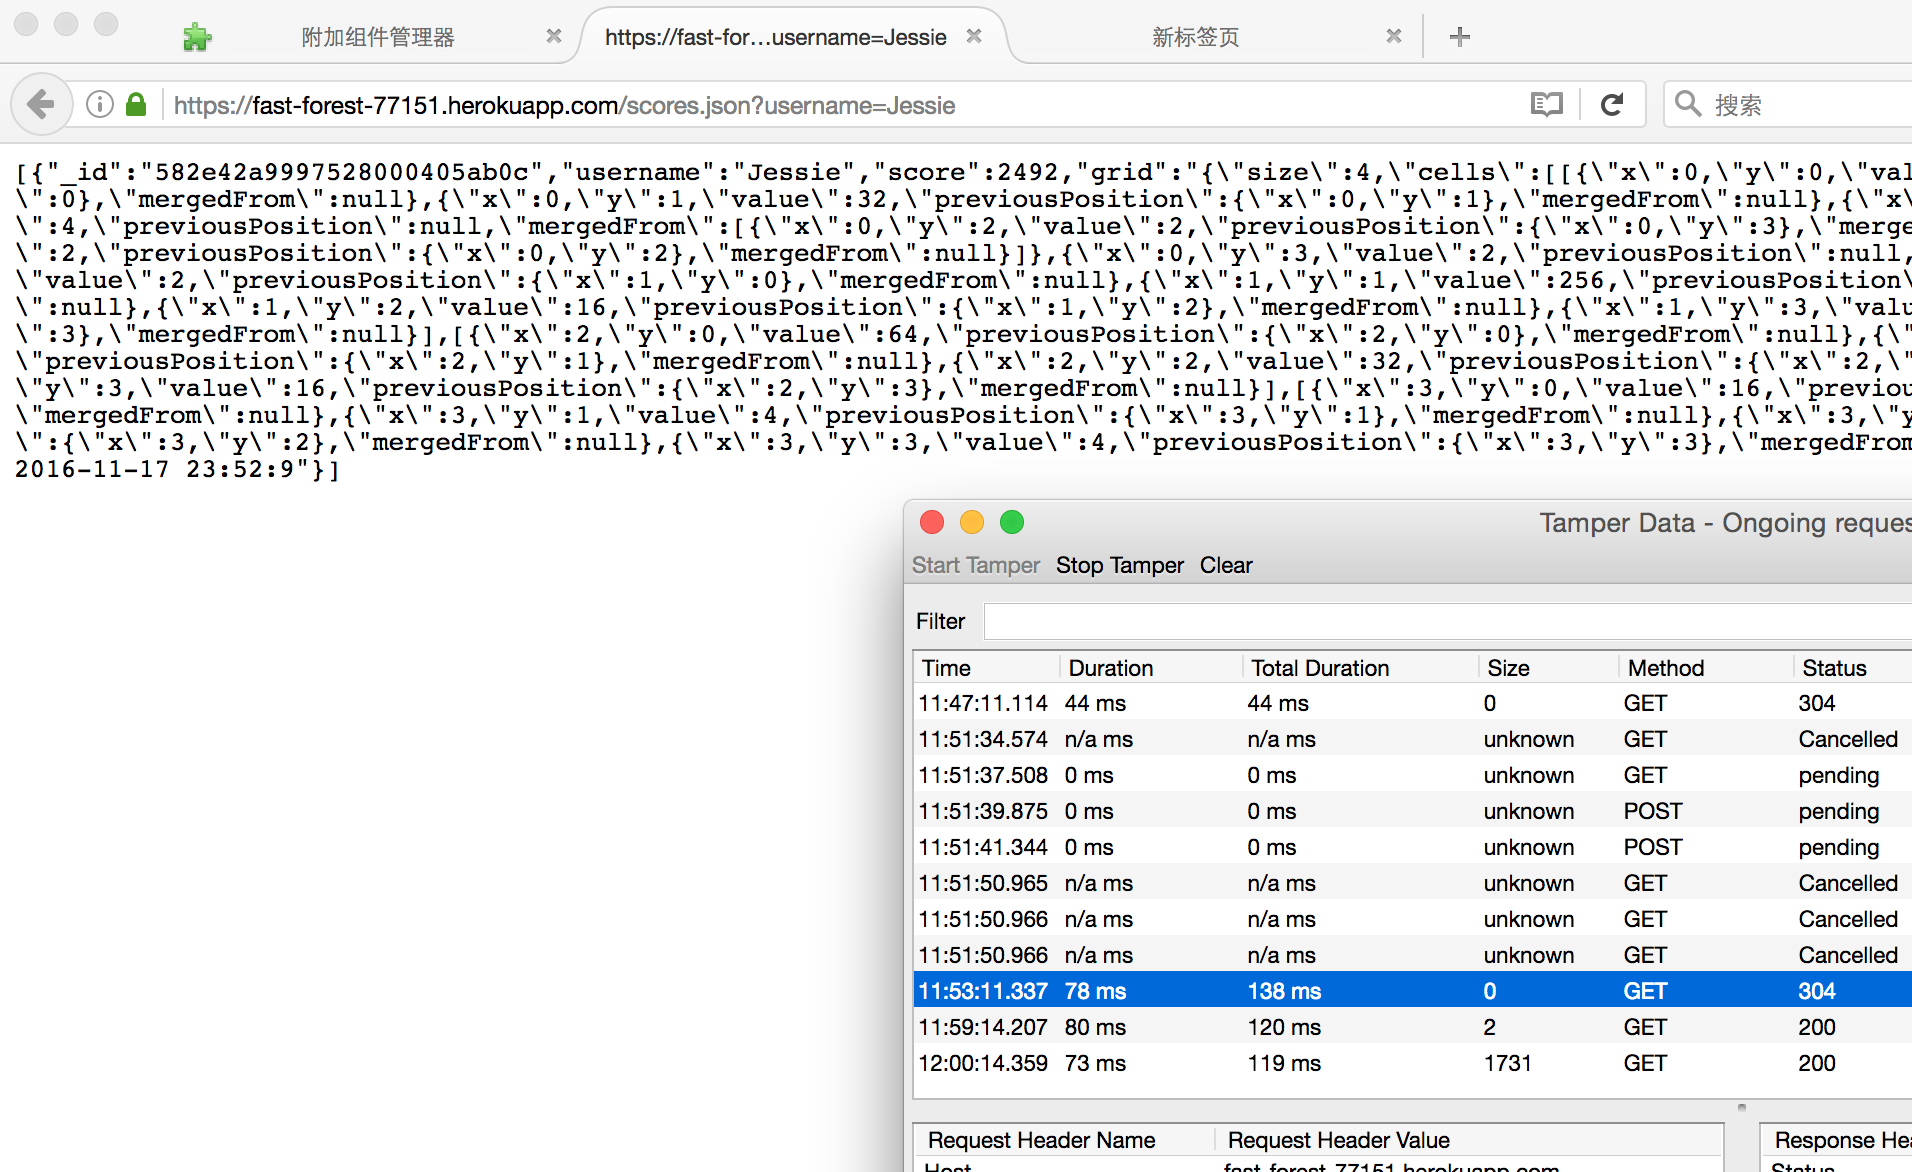 附加组件管理器
https://fast-for...username=Jessie
新标签页
https://fast-forest-77151.herokuapp.com/scores.json?username=Jessie
搜索
[{"_id":"582e42a9997528000405ab0c","username":"Jessie","score":2492,"grid":"{\"size\":4,\"cells\":[[{\"x\":0,\"y\":0,\"val
\":0},\"mergedFrom\":null},{\"x\":0,\"y\":1,\"value\":32,\"previousPosition\":{\"x\":0,\"y\":1},\"mergedFrom\":null},{\"x\
\":4,\"previousPosition\":null,\"mergedFrom\":[{\"x\":0,\"y\":2,\"value\":2,\"previousPosition\":{\"x\":0,\"y\":3},\"merge
\":2,\"previousPosition\":{\"x\":0,\"y\":2},\"mergedFrom\":null}]},{\"x\":0,\"y\":3,\"value\":2,\"previousPosition\":null,
\"value\":2,\"previousPosition\":{\"x\":1,\"y\":0},\"mergedFrom\":null},{\"x\":1,\"y\":1,\"value\":256,\"previousPosition\
\":null},{\"x\":1,\"y\":2,\"value\":16,\"previousPosition\":{\"x\":1,\"y\":2},\"mergedFrom\":null},{\"x\":1,\"y\":3,\"valu
\":3},\"mergedFrom\":null}],[{\"x\":2,\"y\":0,\"value\":64,\"previousPosition\":{\"x\":2,\"y\":0},\"mergedFrom\":null},{\"
\"previousPosition\":{\"x\":2,\"y\":1},\"mergedFrom\":null},{\"x\":2,\"y\":2,\"value\":32,\"previousPosition\":{\"x\":2,\"
\"y\":3,\"value\":16,\"previousPosition\":{\"x\":2,\"y\":3},\"mergedFrom\":null}],[{\"x\":3,\"y\":0,\"value\":16,\"previou
\"mergedFrom\":null},{\"x\":3,\"y\":1,\"value\":4,\"previousPosition\":{\"x\":3,\"y\":1},\"mergedFrom\":null},{\"x\":3,\"y
\":{\"x\":3,\"y\":2},\"mergedFrom\":null},{\"x\":3,\"y\":3,\"value\":4,\"previousPosition\":{\"x\":3,\"y\":3},\"mergedFrom
2016-11-17 23:52:9"}]
Tamper Data - Ongoing reques
Start Tamper Stop Tamper Clear
Filter
Time Duration Total Duration Size Method Status
11:47:11.114 44 ms 44 ms 0 GET 304
11:51:34.574 n/a ms n/a ms unknown GET Cancelled
11:51:37.508 0 ms 0 ms unknown GET pending
11:51:39.875 0 ms 0 ms unknown POST pending
11:51:41.344 0 ms 0 ms unknown POST pending
11:51:50.965 n/a ms n/a ms unknown GET Cancelled
11:51:50.966 n/a ms n/a ms unknown GET Cancelled
11:51:50.966 n/a ms n/a ms unknown GET Cancelled
11:53:11.337 78 ms 138 ms 0 GET 304
11:59:14.207 80 ms 120 ms 2 GET 200
12:00:14.359 73 ms 119 ms 1731 GET 200
Request Header Name Request Header Value Response Hea
Host fast-forest-77151.herokuapp.com Status